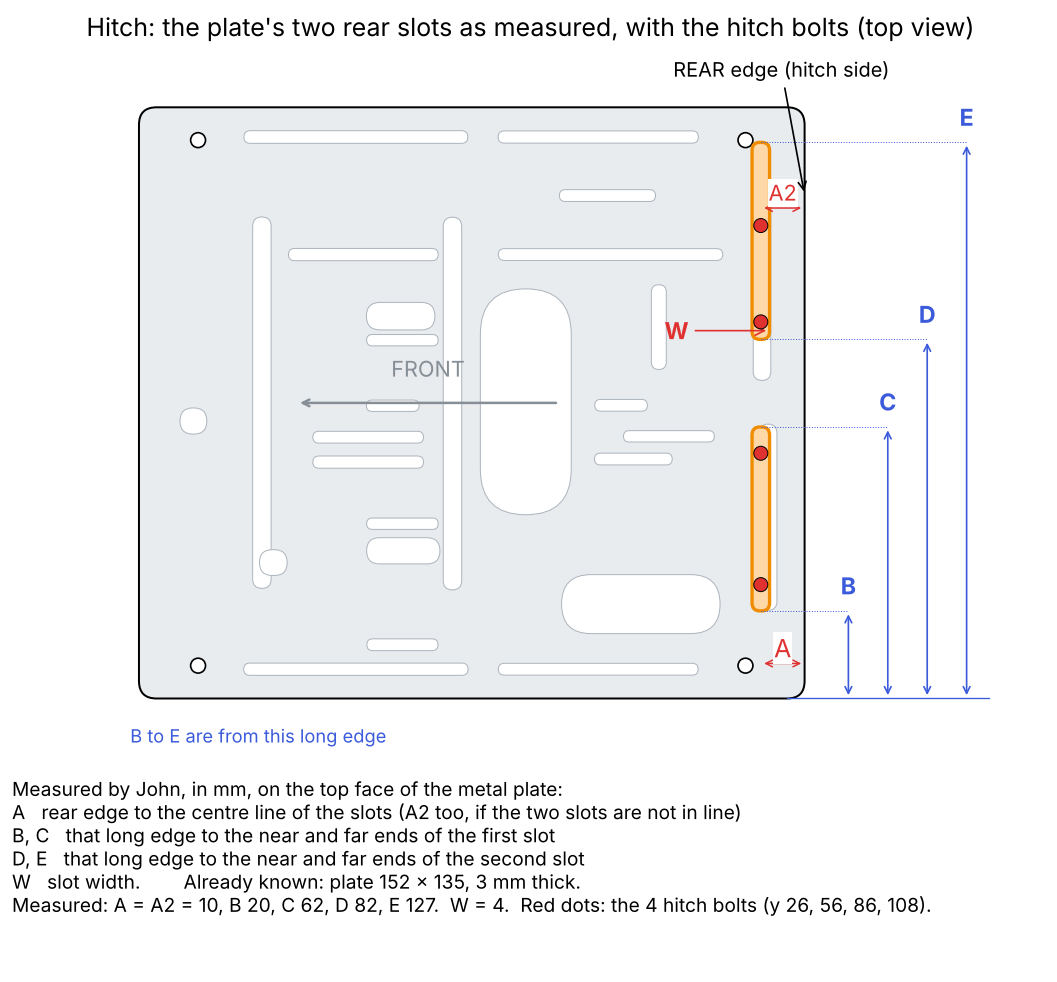 Hitch: the plate's two rear slots as measured, with the hitch bolts (top view)
REAR edge (hitch side)
E
A2
D
W
FRONT
C
B
A
B to E are from this long edge
Measured by John, in mm, on the top face of the metal plate:
A rear edge to the centre line of the slots (A2 too, if the two slots are not in line)
B, C that long edge to the near and far ends of the first slot
D, E that long edge to the near and far ends of the second slot
W slot width. Already known: plate 152 × 135, 3 mm thick.
Measured: A = A2 = 10, B 20, C 62, D 82, E 127. W = 4. Red dots: the 4 hitch bolts (y 26, 56, 86, 108).